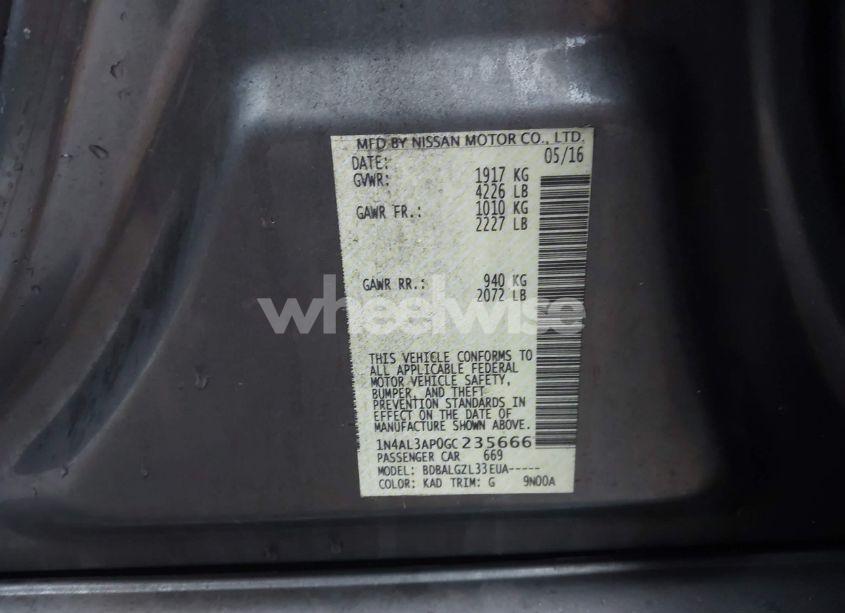 MFD BY NISSAN MOTOR CO., LTD.
DATE: 05/16
GVWR: 1917 KG
4226 LB
GAWR FR.: 1010 KG
2227 LB
GAWR RR.: 940 KG
2072 LB
wheelwise
THIS VEHICLE CONFORMS TO
ALL APPLICABLE FEDERAL
MOTOR VEHICLE SAFETY,
BUMPER, AND THEFT
PREVENTION STANDARDS IN
EFFECT ON THE DATE OF
MANUFACTURE SHOWN ABOVE.
1N4AL3AP0GC235666
PASSENGER CAR 669
MODEL: BDBALGZL33EUA-----
COLOR: KAD TRIM: G 9N00A